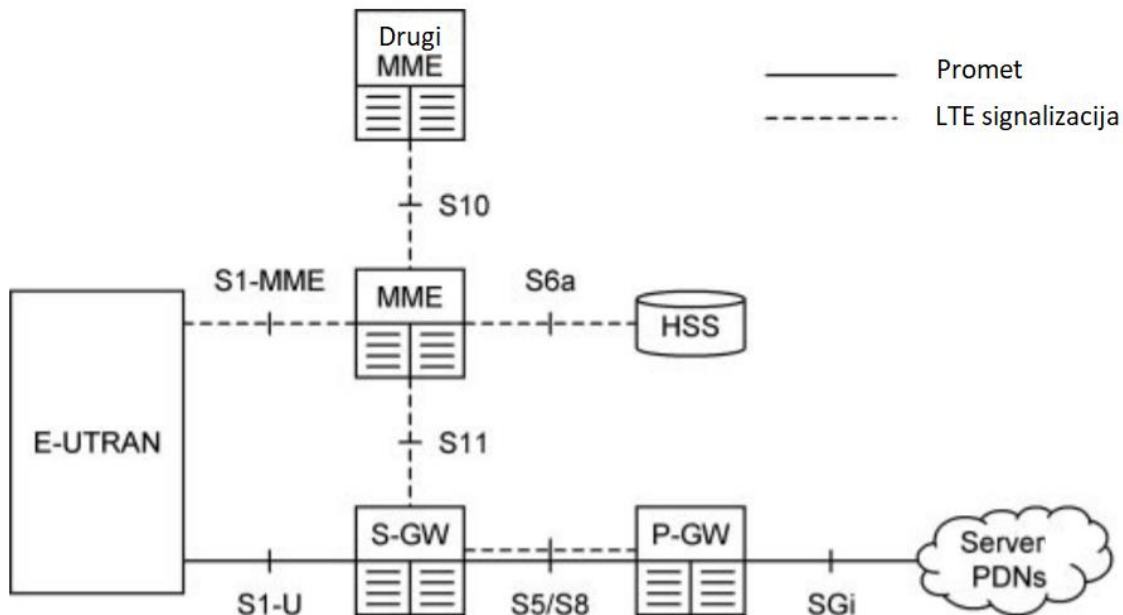 Drugi
MME
Promet
LTE signalizacija
S10
S1-MME
MME
S6a
HSS
E-UTRAN
S11
S-GW
P-GW
Server
PDNs
S1-U
S5/S8
SGi